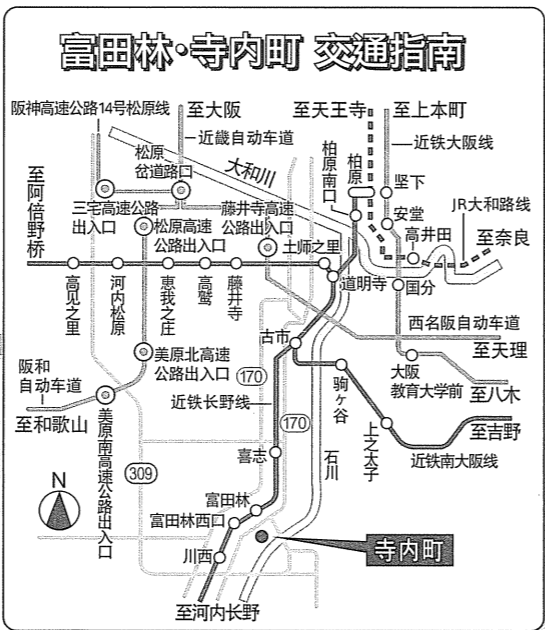 富田林·寺内町 交通指南
阪神高速公路14号松原线
至大阪
至天王寺
至上本町
近畿自动车道
近铁大阪线
松原
岔道路口
大和川
柏原南口
柏原
坚下
至阿倍野桥
三宅高速公路
出入口
松原高速
公路出入口
藤井寺高速
公路出入口
安堂
JR大和路线
高井田
至奈良
土师之里
道明寺
国分
高见之里
河内松原
恵我之庄
高鹫
藤井寺
西名阪自动车道
至天理
古市
美原北高速
公路出入口
阪和
自动车道
170
驹ヶ谷
大阪
教育大学前
至八木
至和歌山
近铁长野线
170
至吉野
上之太子
近铁南大阪线
美原南高速公路出入口
309
喜志
石川
N
富田林
富田林西口
川西
寺内町
至河内长野